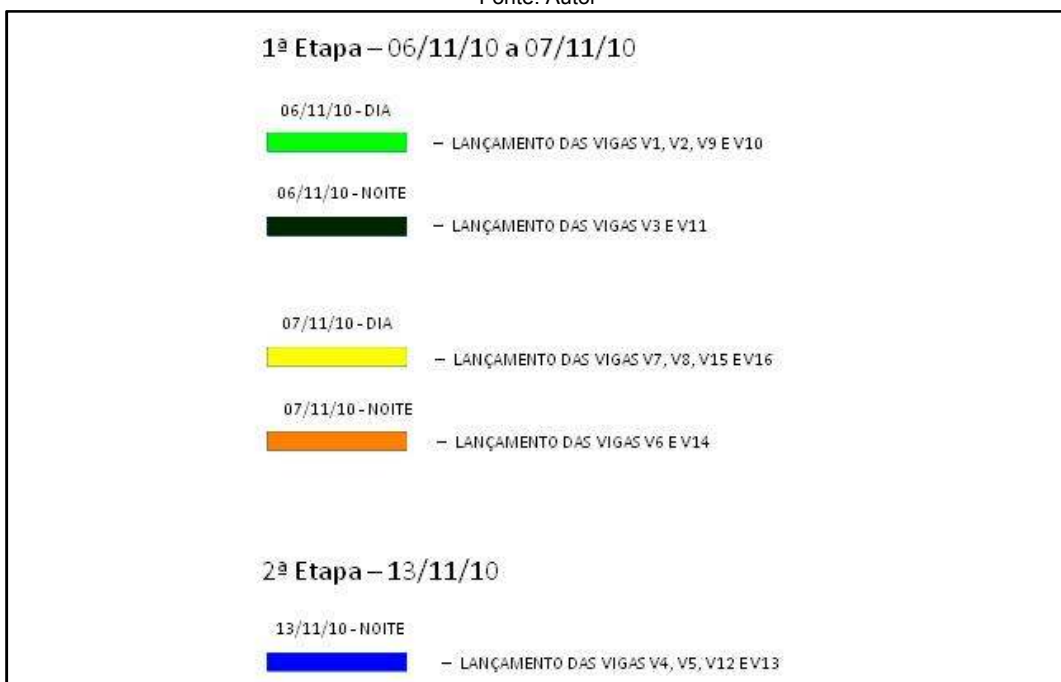 Fonte: Autor
1ª Etapa – 06/11/10 a 07/11/10
06/11/10 - DIA
– LANÇAMENTO DAS VIGAS V1, V2, V9 E V10
06/11/10 - NOITE
– LANÇAMENTO DAS VIGAS V3 E V11
07/11/10 - DIA
– LANÇAMENTO DAS VIGAS V7, V8, V15 E V16
07/11/10 - NOITE
– LANÇAMENTO DAS VIGAS V6 E V14
2ª Etapa – 13/11/10
13/11/10 - NOITE
– LANÇAMENTO DAS VIGAS V4, V5, V12 E V13